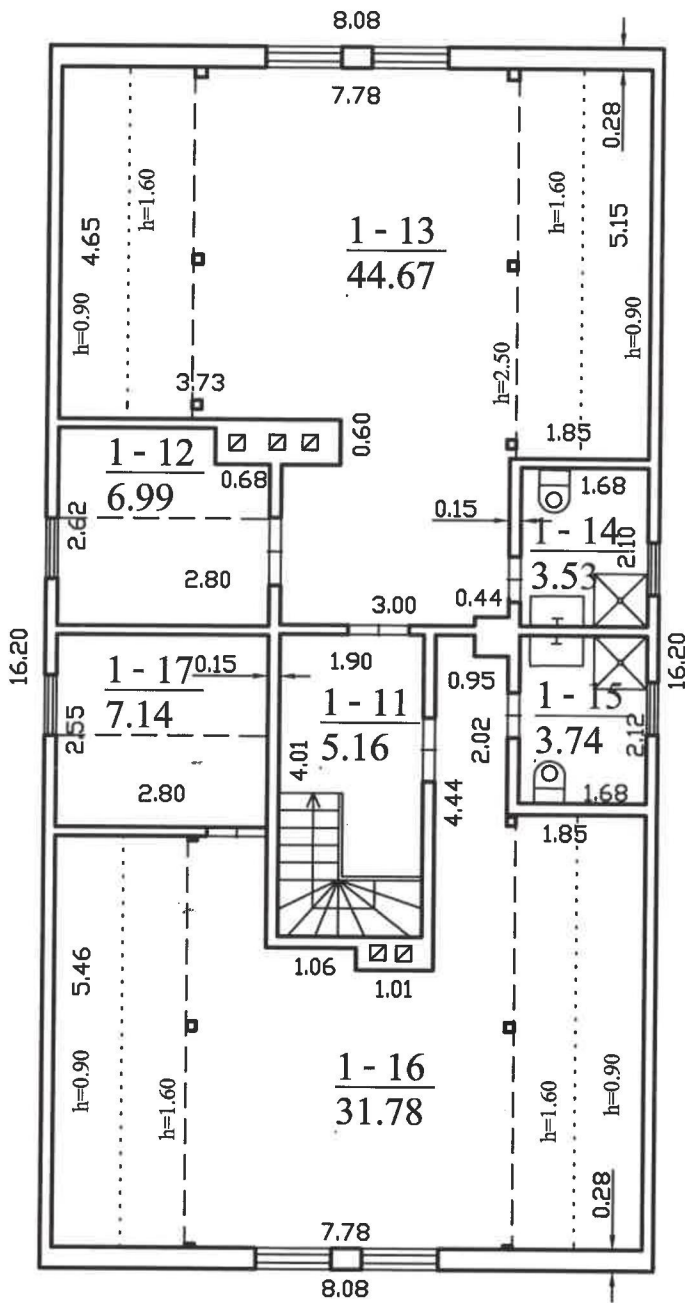 8.08
7.78
0.28
h=1.60
h=1.60
4.65
1 - 13
44.67
5.15
h=0.90
h=0.90
h=2.50
3.73
0.60
1.85
1 - 12
6.99
0.68
1.68
2.62
0.15
1 - 14
3.53
2.10
2.80
0.44
3.00
16.20
16.20
1 - 17
7.14
0.15
1.90
0.95
1 - 11
5.16
1 - 15
3.74
2.55
2.02
2.12
4.01
2.80
4.44
1.68
1.85
5.46
1.06
1.01
h=0.90
h=1.60
1 - 16
31.78
h=1.60
h=0.90
0.28
7.78
8.08